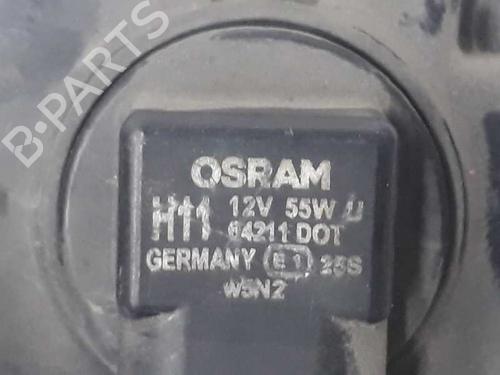 B-PARTS
OSRAM
H11 12V 55W U
64211 DOT
GERMANY E1 25S
W5N2